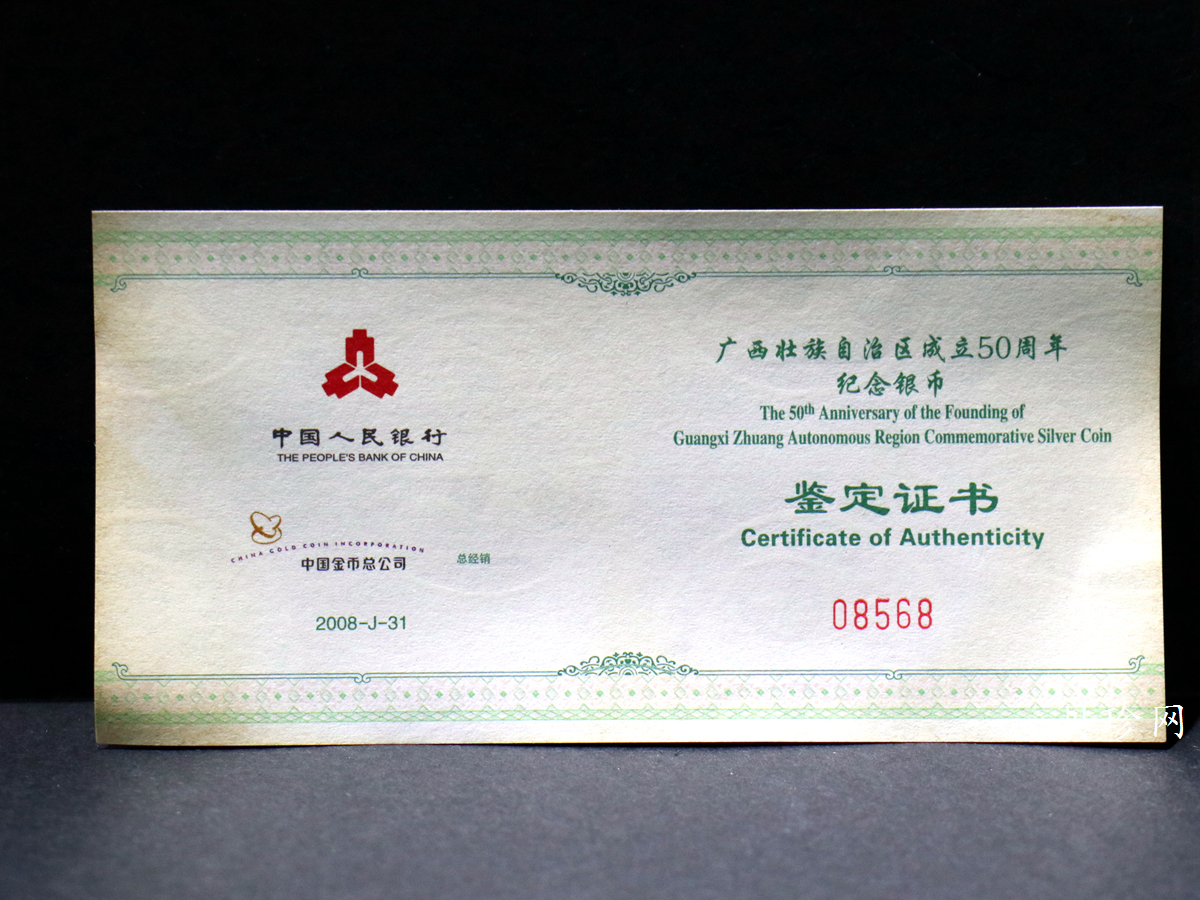 中国人民银行
THE PEOPLE'S BANK OF CHINA
CHINA GOLD COIN INCORPORATION
中国金币总公司
总经销
2008-J-31
广西壮族自治区成立50周年
纪念银币
The 50th Anniversary of the Founding of
Guangxi Zhuang Autonomous Region Commemorative Silver Coin
鉴定证书
Certificate of Authenticity
08568
网